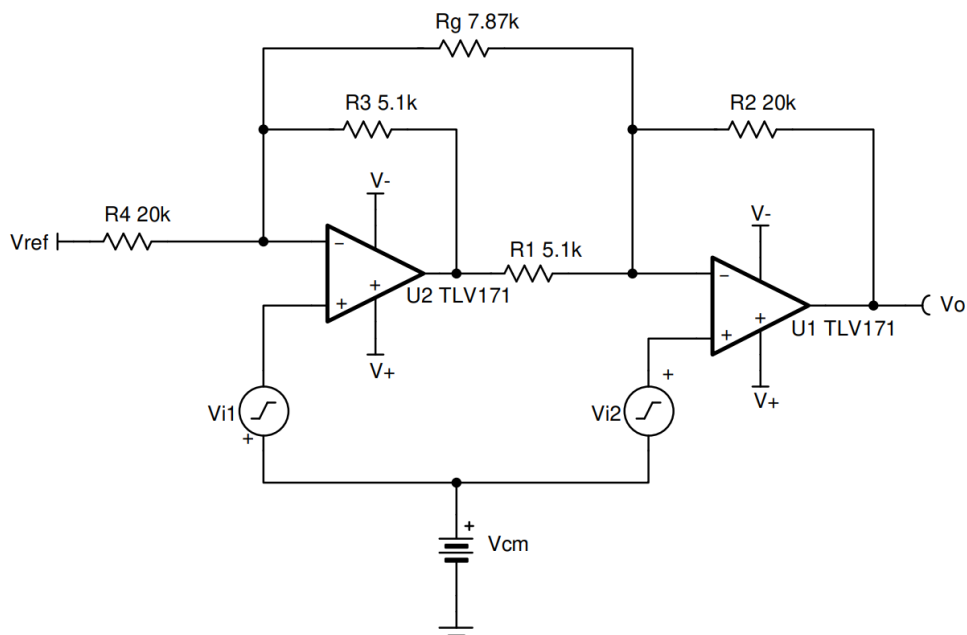 Rg 7.87k
R3 5.1k
R2 20k
V-
R4 20k
V-
Vref
R1 5.1k
−
−
+
+
U2 TLV171
+
+
U1 TLV171
Vo
V+
+
V+
Vi1
Vi2
+
+
Vcm